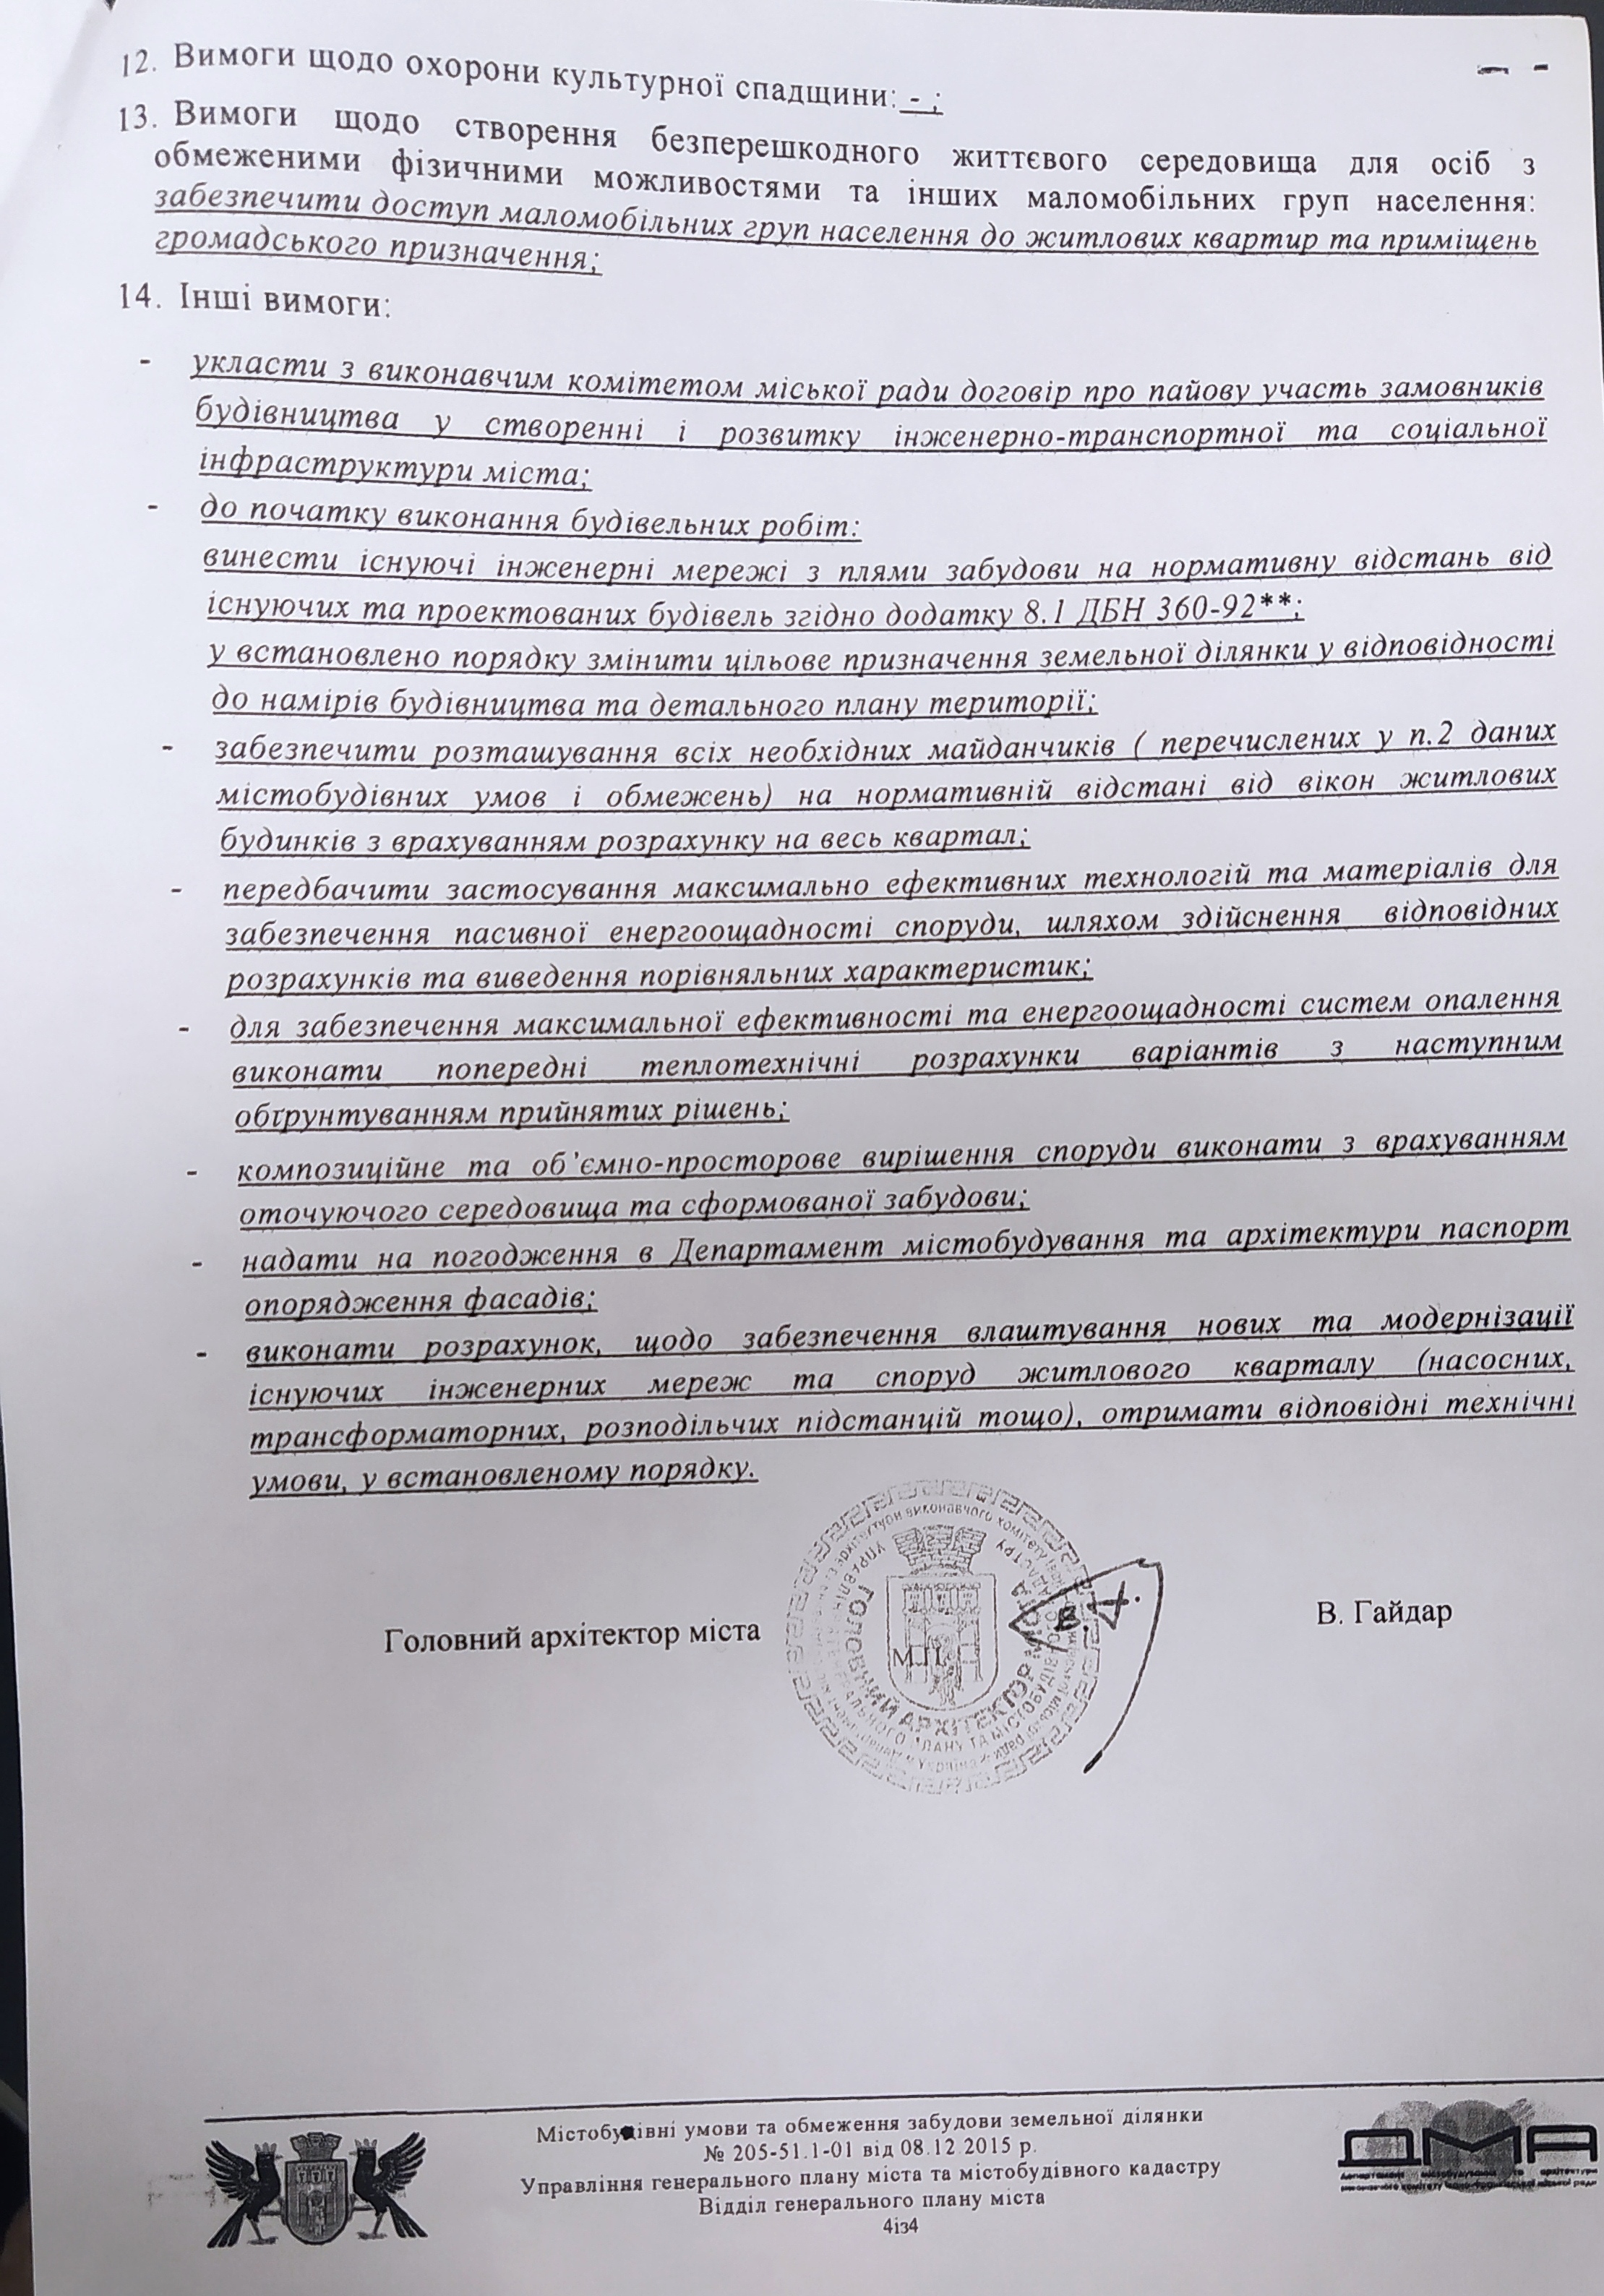 12. Вимоги щодо охорони культурної спадщини: - ;
13. Вимоги щодо створення безперешкодного життєвого середовища для осіб з
обмеженими фізичними можливостями та інших маломобільних груп населення:
забезпечити доступ маломобільних груп населення до житлових квартир та приміщень
громадського призначення;
14. Інші вимоги:
- укласти з виконавчим комітетом міської ради договір про пайову участь замовників
будівництва у створенні і розвитку інженерно-транспортної та соціальної
інфраструктури міста;
- до початку виконання будівельних робіт:
винести існуючі інженерні мережі з плями забудови на нормативну відстань від
існуючих та проектованих будівель згідно додатку 8.1 ДБН 360-92**;
у встановлено порядку змінити цільове призначення земельної ділянки у відповідності
до намірів будівництва та детального плану території;
- забезпечити розташування всіх необхідних майданчиків ( перечислених у п.2 даних
містобудівних умов і обмежень) на нормативній відстані від вікон житлових
будинків з врахуванням розрахунку на весь квартал;
- передбачити застосування максимально ефективних технологій та матеріалів для
забезпечення пасивної енергоощадності споруди, шляхом здійснення відповідних
розрахунків та виведення порівняльних характеристик;
- для забезпечення максимальної ефективності та енергоощадності систем опалення
виконати попередні теплотехнічні розрахунки варіантів з наступним
обґрунтуванням прийнятих рішень;
- композиційне та об’ємно-просторове вирішення споруди виконати з врахуванням
оточуючого середовища та сформованої забудови;
- надати на погодження в Департамент містобудування та архітектури паспорт
опорядження фасадів;
- виконати розрахунок, щодо забезпечення влаштування нових та модернізації
існуючих інженерних мереж та споруд житлового кварталу (насосних,
трансформаторних, розподільчих підстанцій тощо), отримати відповідні технічні
умови, у встановленому порядку.
Головний архітектор міста
М.П.
В. Гайдар
ГОЛОВНИЙ АРХІТЕКТОР МІСТА
Містобудівні умови та обмеження забудови земельної ділянки
№ 205-51.1-01 від 08.12.2015 р.
Управління генерального плану міста та містобудівного кадастру
Відділ генерального плану міста
4із4
ДМА